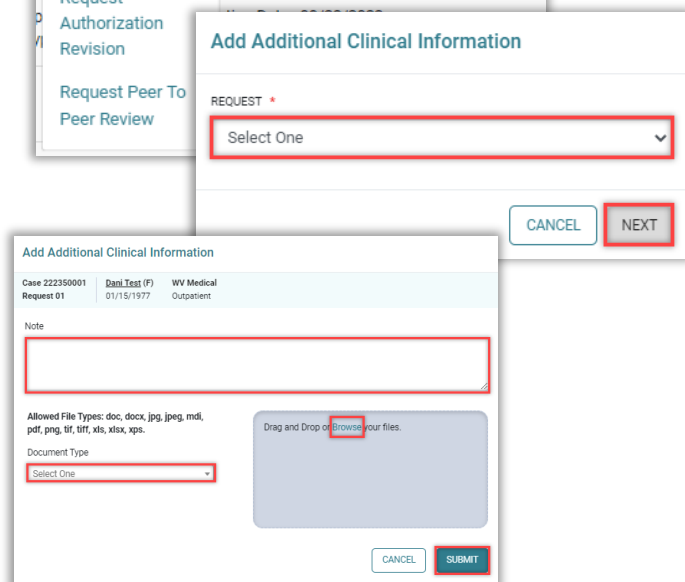 Request
Authorization
Revision
Request Peer To
Peer Review
Add Additional Clinical Information
REQUEST *
Select One
CANCEL
NEXT
Add Additional Clinical Information
Case 222350001 Dani Test (F) WV Medical
Request 01 01/15/1977 Outpatient
Note
Allowed File Types: doc, docx, jpg, jpeg, mdi,
pdf, png, tif, tiff, xls, xlsx, xps.
Drag and Drop or Browse your files.
Document Type
Select One
CANCEL
SUBMIT